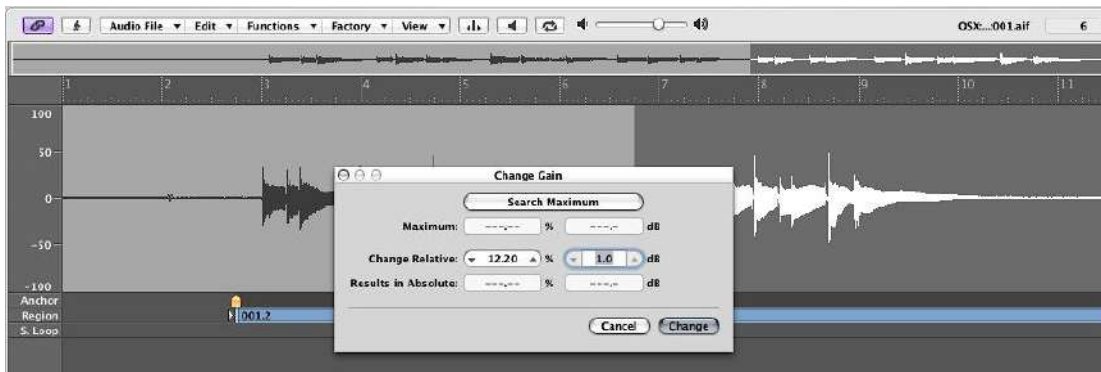 Audio File Edit Functions Factory View OSX:...:001.aif 6
1 2 3 4 5 6 7 8 9 10 11
100
50
0
-50
-100
Change Gain
Search Maximum
Maximum: ---,-- % ---,- dB
Change Relative: 12.20 % 1.0 dB
Results in Absolute: ---,-- % ---,- dB
Cancel Change
Anchor
Region 001.2
S. Loop